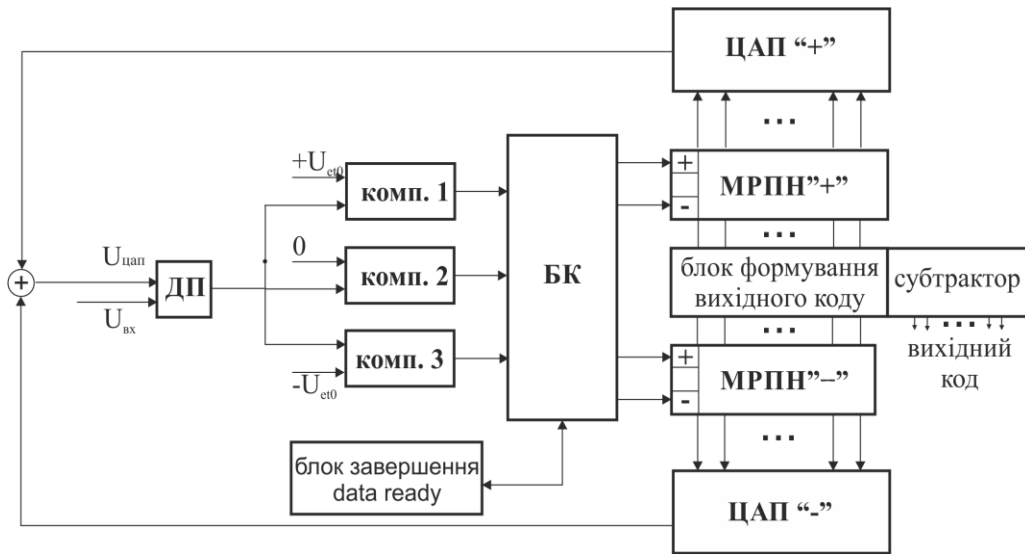 ЦАП “+”
+U_et0
комп. 1
МРПН”+”
+
-
0
комп. 2
БК
блок формування
вихідного коду
субтрактор
U_цап
+
ДП
U_вх
комп. 3
-U_et0
+
-
МРПН”−”
вихідний
код
блок завершення
data ready
ЦАП “-”